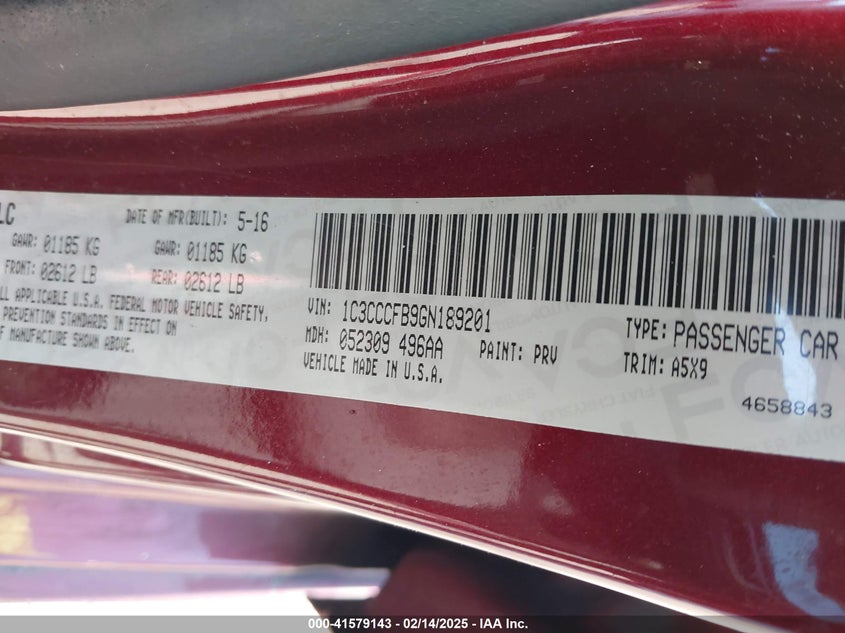 LC
DATE OF MFR(BUILT): 5-16
GAWR: 01185 KG GAWR: 01185 KG
FRONT: 02612 LB REAR: 02612 LB
ALL APPLICABLE U.S.A. FEDERAL MOTOR VEHICLE SAFETY,
PREVENTION STANDARDS IN EFFECT ON
OF MANUFACTURE SHOWN ABOVE.
VIN: 1C3CCCFB9GN189201
MDH: 052309 496AA PAINT: PRV
VEHICLE MADE IN U.S.A.
TYPE: PASSENGER CAR
TRIM: A5X9
4658843
000-41579143 - 02/14/2025 - IAA Inc.